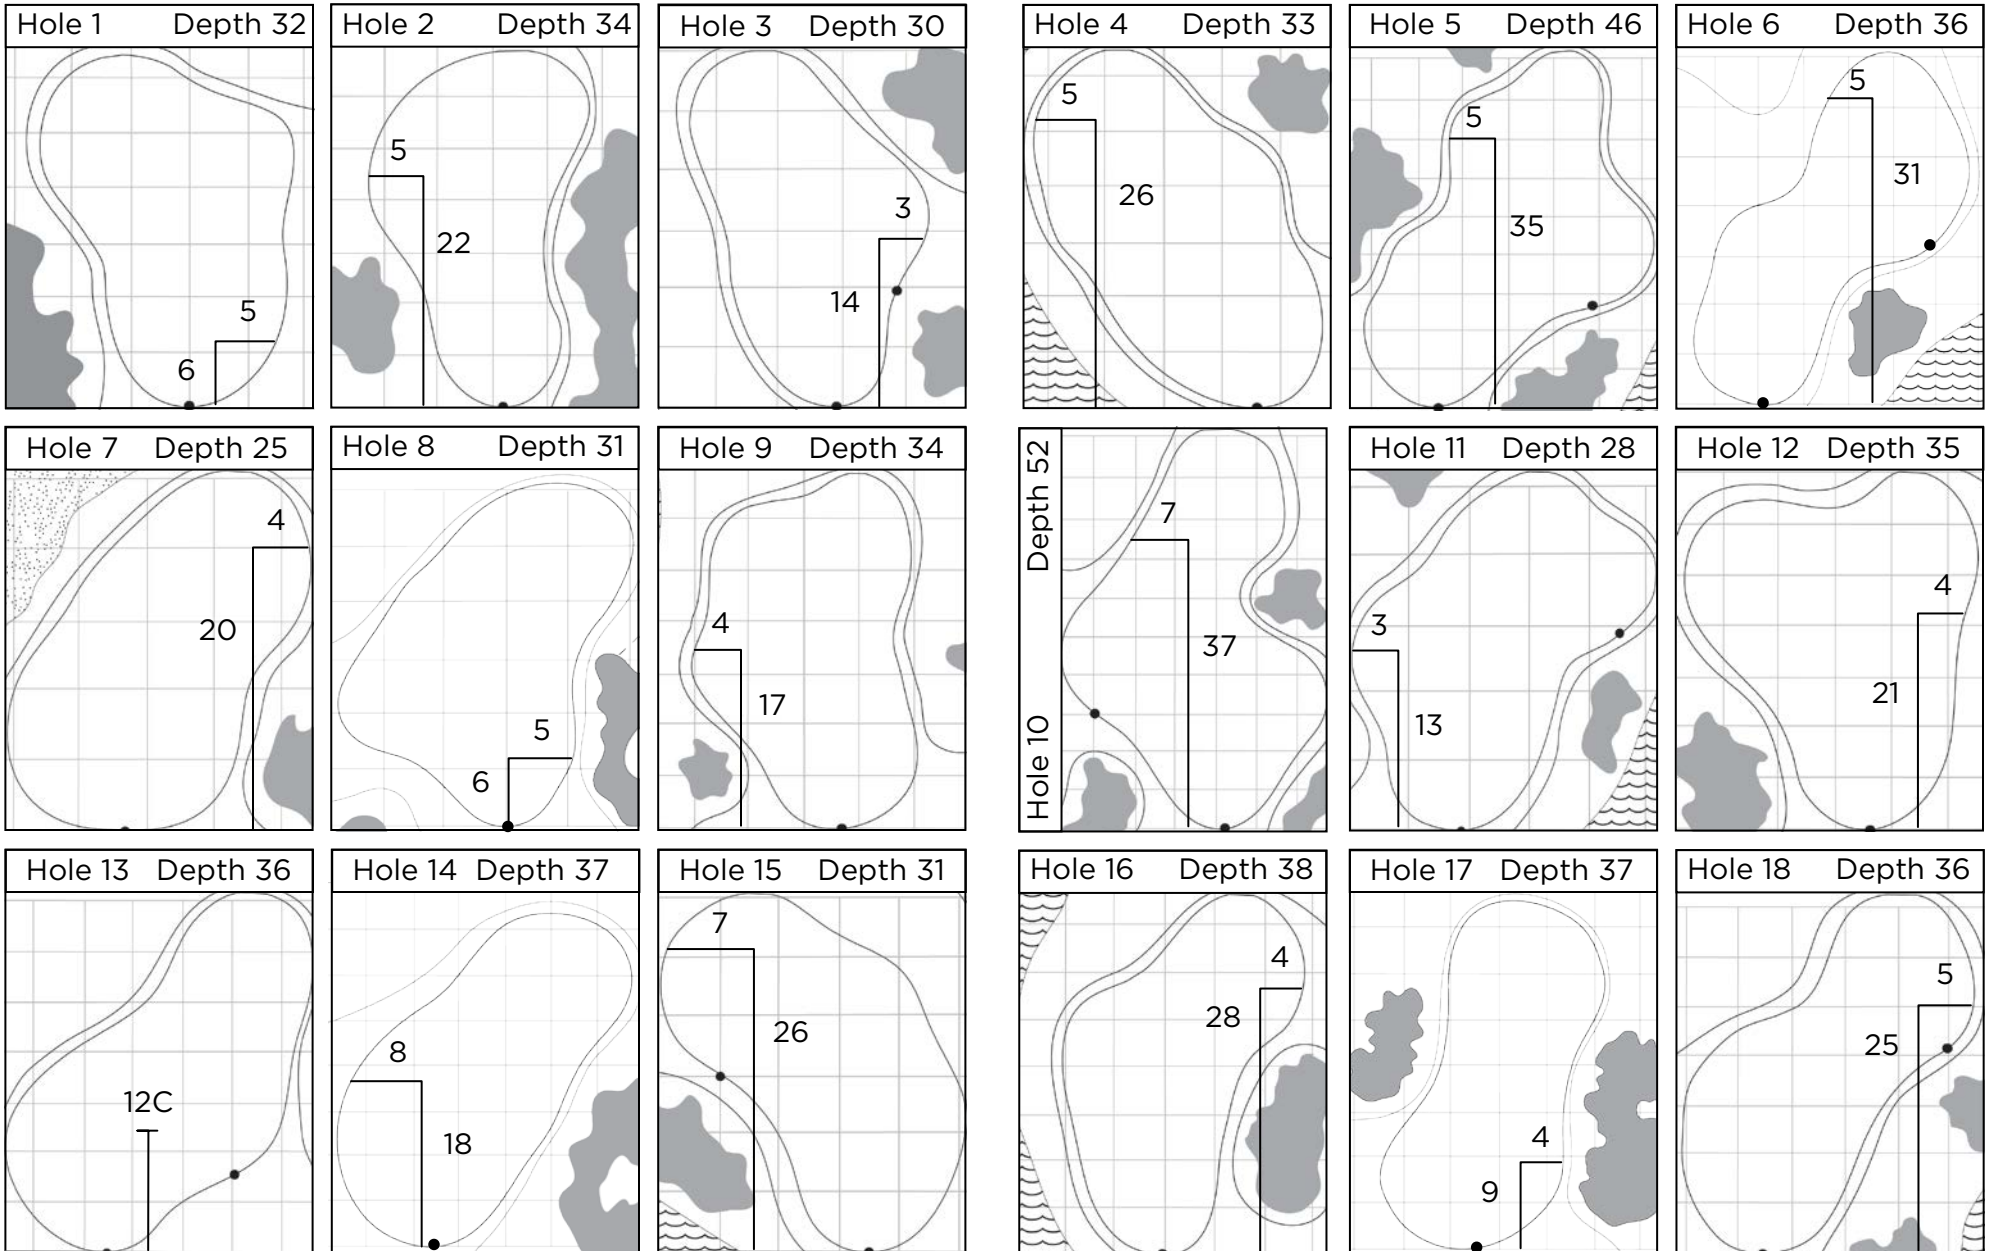 Hole 1 Depth 32
5
6
Hole 2 Depth 34
5
22
Hole 3 Depth 30
3
14
Hole 4 Depth 33
5
26
Hole 5 Depth 46
5
35
Hole 6 Depth 36
5
31
Hole 7 Depth 25
4
20
Hole 8 Depth 31
5
6
Hole 9 Depth 34
4
17
Hole 10 Depth 52
7
37
Hole 11 Depth 28
3
13
Hole 12 Depth 35
4
21
Hole 13 Depth 36
12C
Hole 14 Depth 37
8
18
Hole 15 Depth 31
7
26
Hole 16 Depth 38
4
28
Hole 17 Depth 37
4
9
Hole 18 Depth 36
5
25